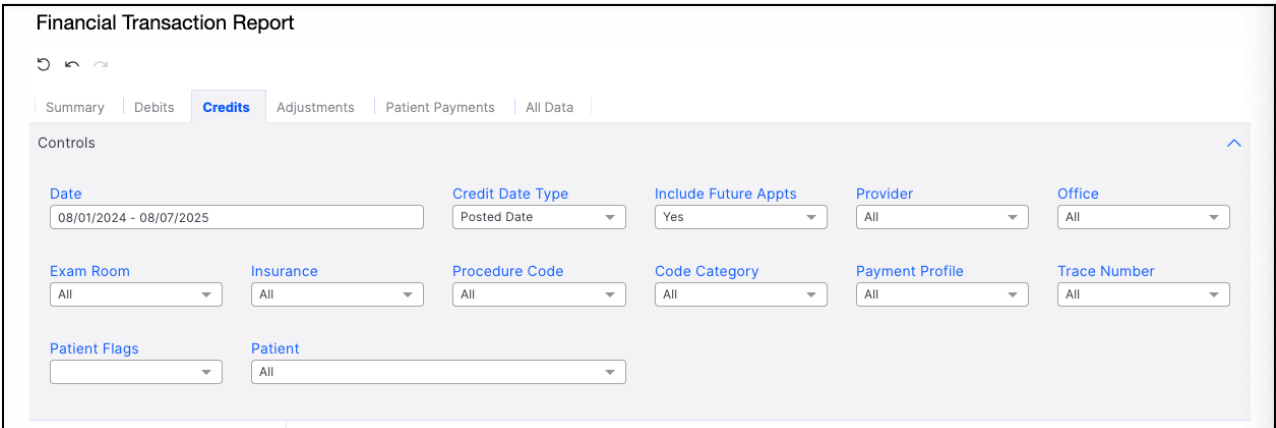 Financial Transaction Report
Summary Debits Credits Adjustments Patient Payments All Data
Controls
Date Credit Date Type Include Future Appts Provider Office
08/01/2024 - 08/07/2025 Posted Date Yes All All
Exam Room Insurance Procedure Code Code Category Payment Profile Trace Number
All All All All All All
Patient Flags Patient
All